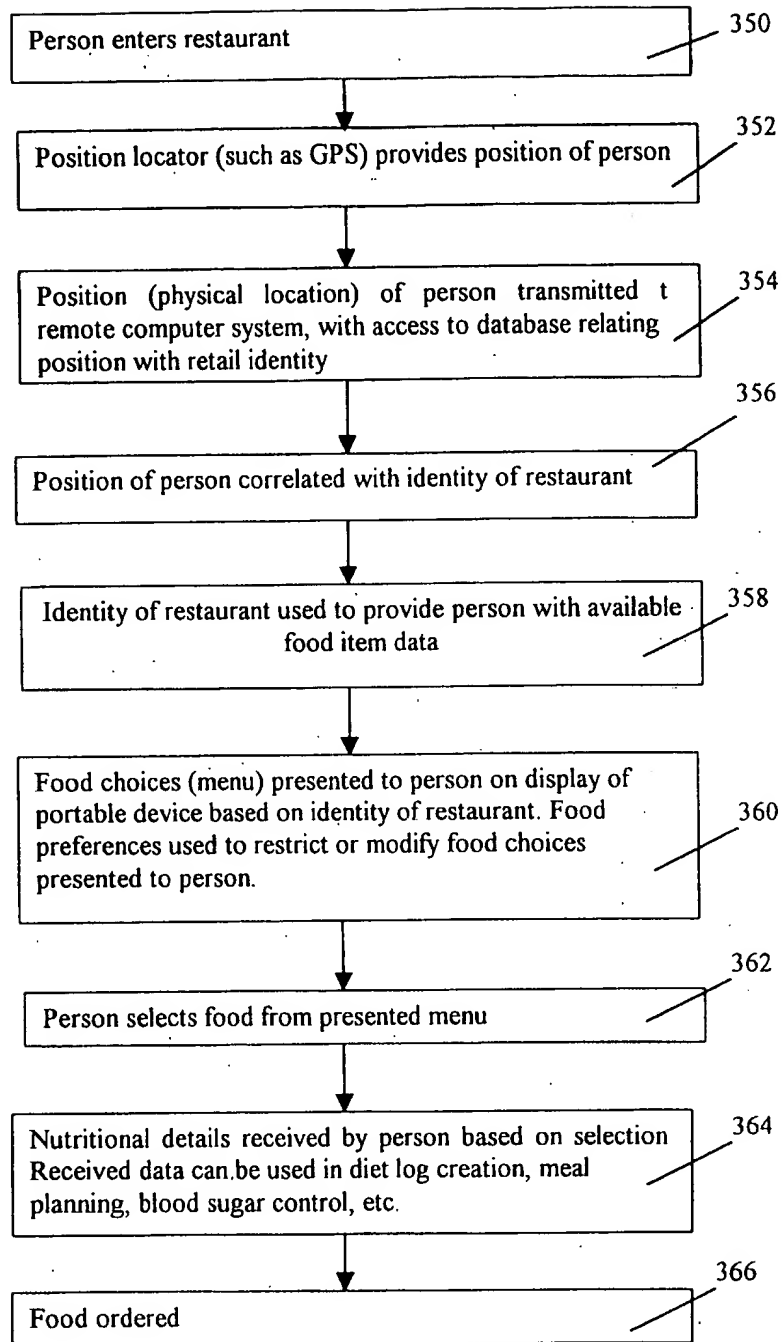 Person enters restaurant
350
Position locator (such as GPS) provides position of person
352
Position (physical location) of person transmitted t
remote computer system, with access to database relating
position with retail identity
354
Position of person correlated with identity of restaurant
356
Identity of restaurant used to provide person with available
food item data
358
Food choices (menu) presented to person on display of
portable device based on identity of restaurant. Food
preferences used to restrict or modify food choices
presented to person.
360
Person selects food from presented menu
362
Nutritional details received by person based on selection
Received data can be used in diet log creation, meal
planning, blood sugar control, etc.
364
Food ordered
366